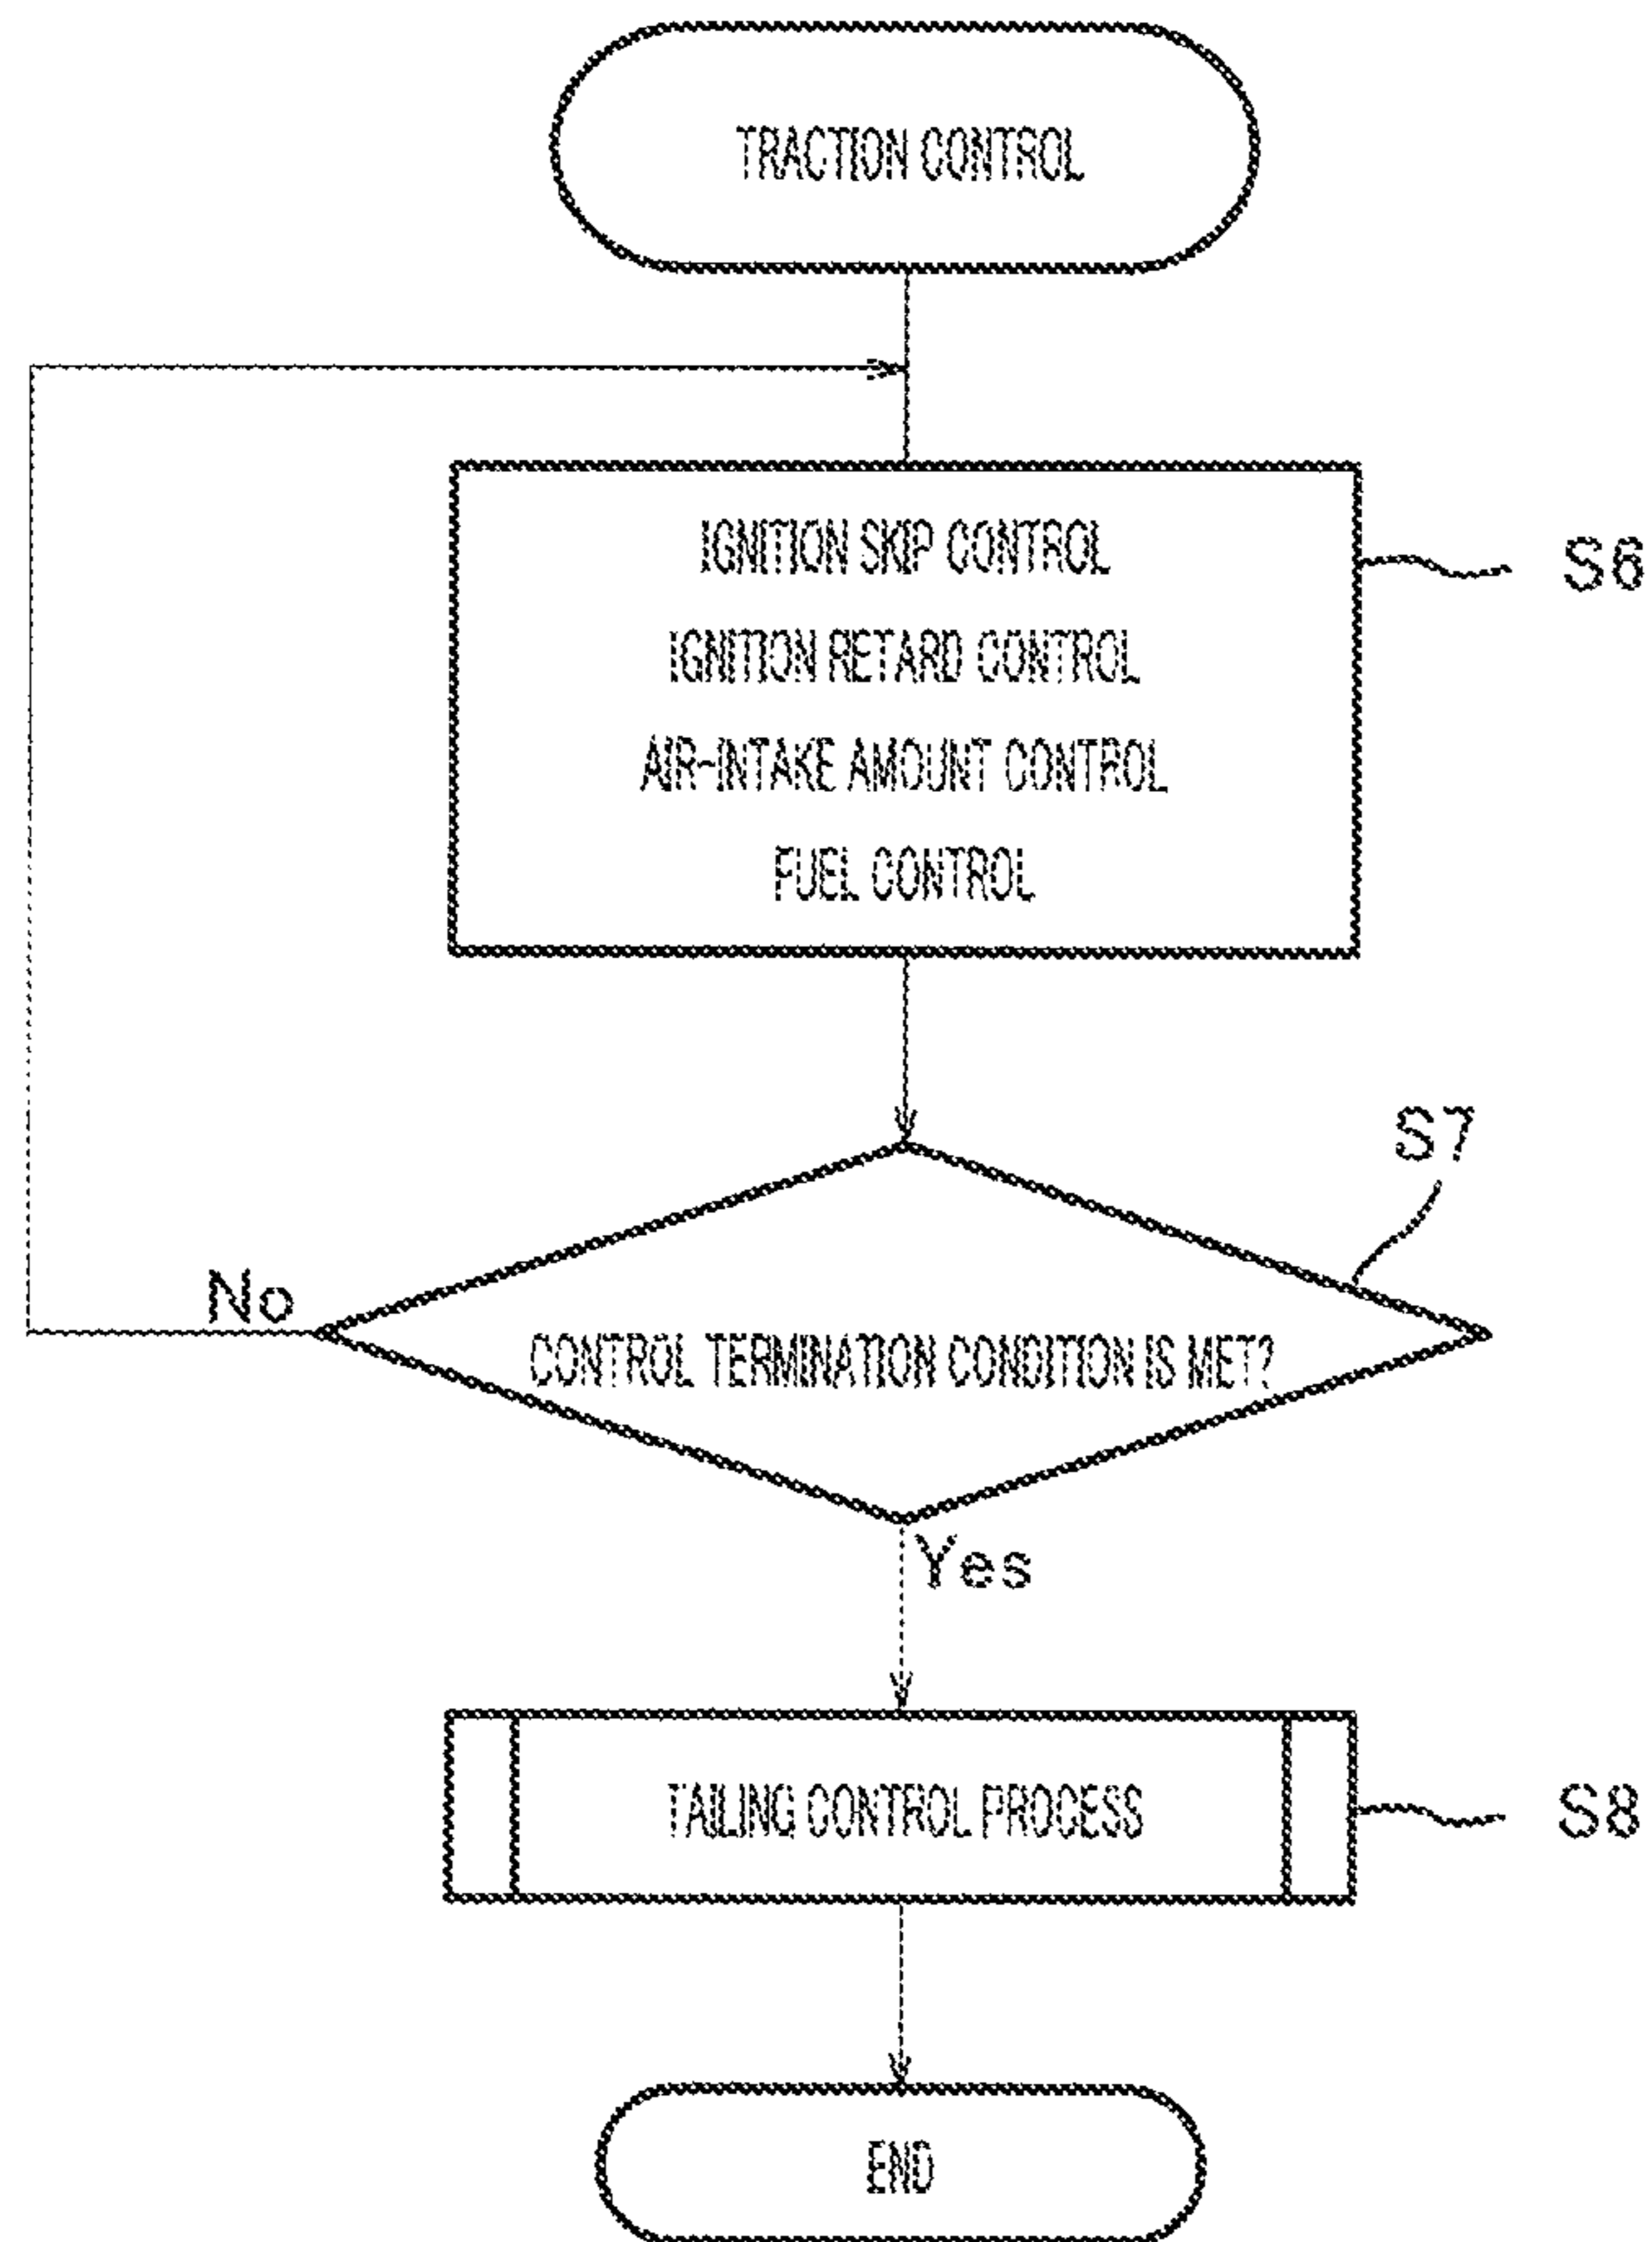 TRACTION CONTROL
IGNITION SKIP CONTROL
IGNITION RETARD CONTROL
AIR-INTAKE AMOUNT CONTROL
FUEL CONTROL
S6
S7
No
CONTROL TERMINATION CONDITION IS MET?
Yes
TAILING CONTROL PROCESS
S8
END